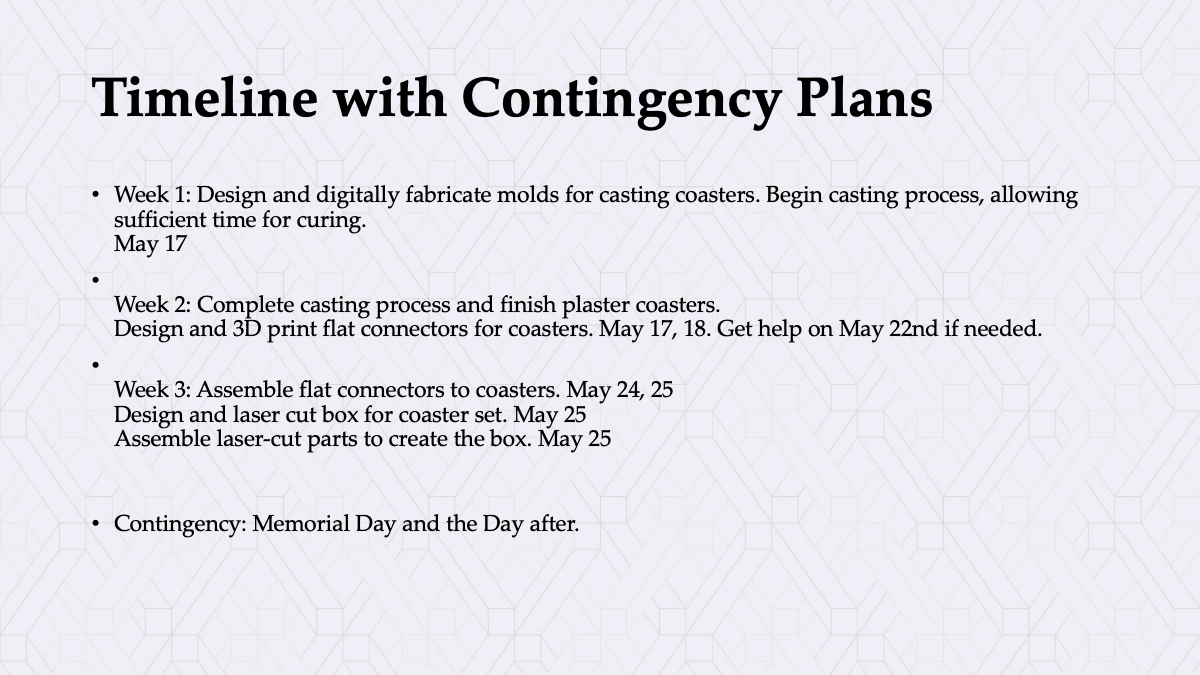 Timeline with Contingency Plans
• Week 1: Design and digitally fabricate molds for casting coasters. Begin casting process, allowing
sufficient time for curing.
May 17
•
Week 2: Complete casting process and finish plaster coasters.
Design and 3D print flat connectors for coasters. May 17, 18. Get help on May 22nd if needed.
•
Week 3: Assemble flat connectors to coasters. May 24, 25
Design and laser cut box for coaster set. May 25
Assemble laser-cut parts to create the box. May 25
• Contingency: Memorial Day and the Day after.